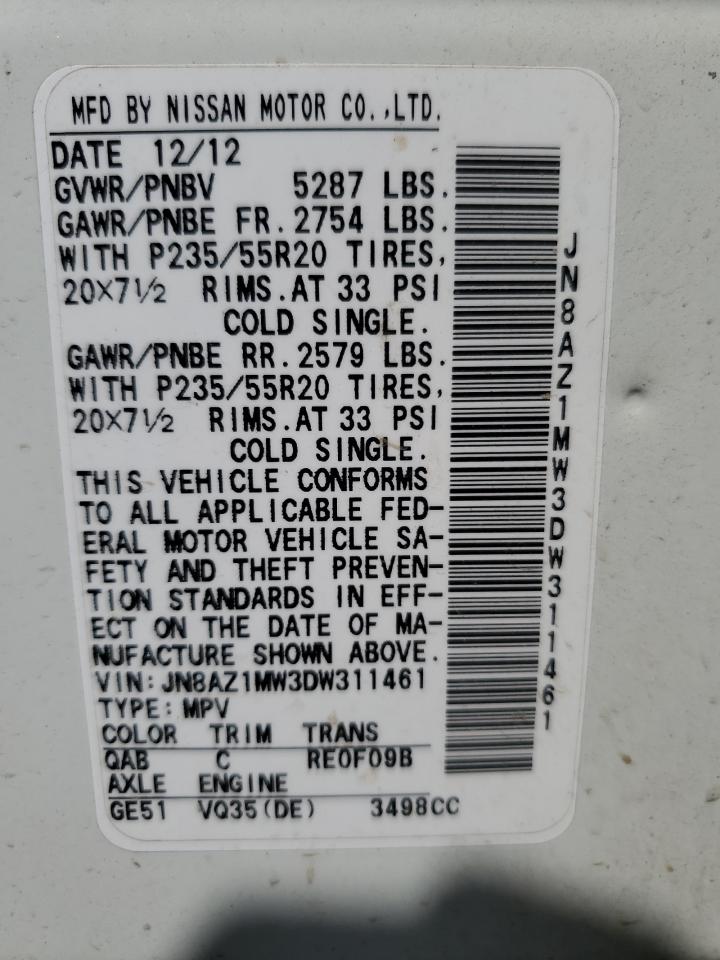 MFD BY NISSAN MOTOR CO.,LTD.
DATE 12/12
GVWR/PNBV 5287 LBS.
GAWR/PNBE FR. 2754 LBS.
WITH P235/55R20 TIRES,
20×7½ RIMS. AT 33 PSI
COLD SINGLE.
GAWR/PNBE RR. 2579 LBS.
WITH P235/55R20 TIRES,
20×7½ RIMS. AT 33 PSI
COLD SINGLE.
THIS VEHICLE CONFORMS
TO ALL APPLICABLE FED-
ERAL MOTOR VEHICLE SA-
FETY AND THEFT PREVEN-
TION STANDARDS IN EFF-
ECT ON THE DATE OF MA-
NUFACTURE SHOWN ABOVE.
VIN: JN8AZ1MW3DW311461
TYPE: MPV
COLOR TRIM TRANS
QAB C RE0F09B
AXLE ENGINE
GE51 VQ35(DE) 3498CC
JN8AZ1MW3DW311461